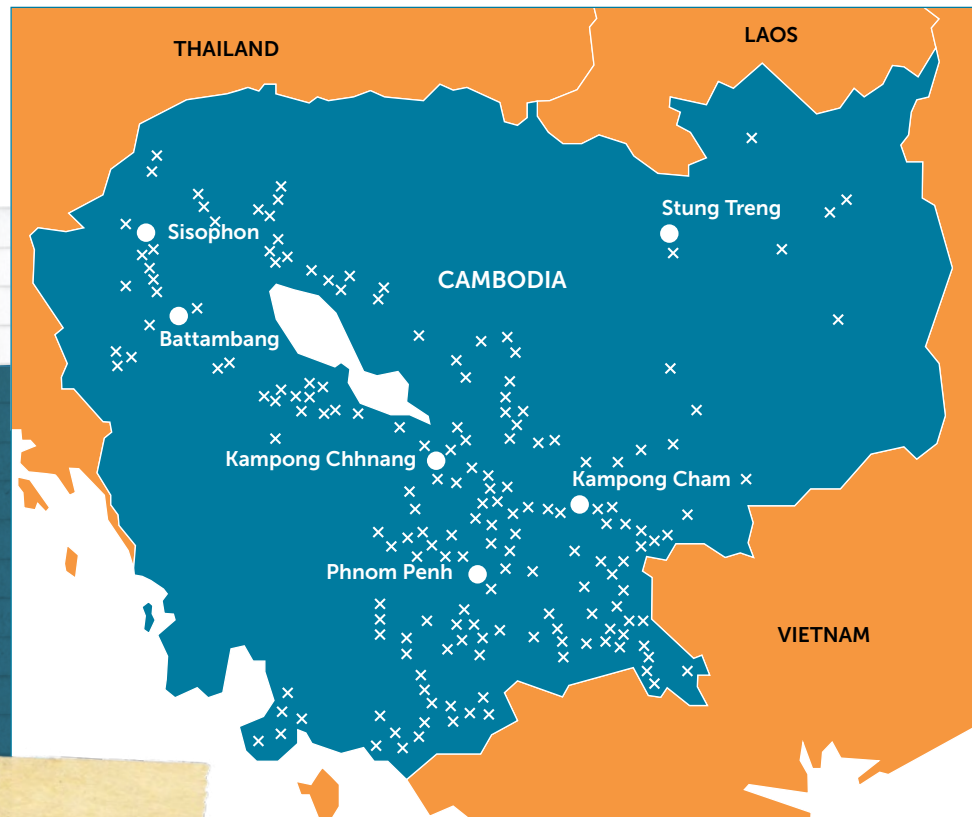 THAILAND
LAOS
Stung Treng
Sisophon
CAMBODIA
Battambang
Kampong Chhnang
Kampong Cham
Phnom Penh
VIETNAM